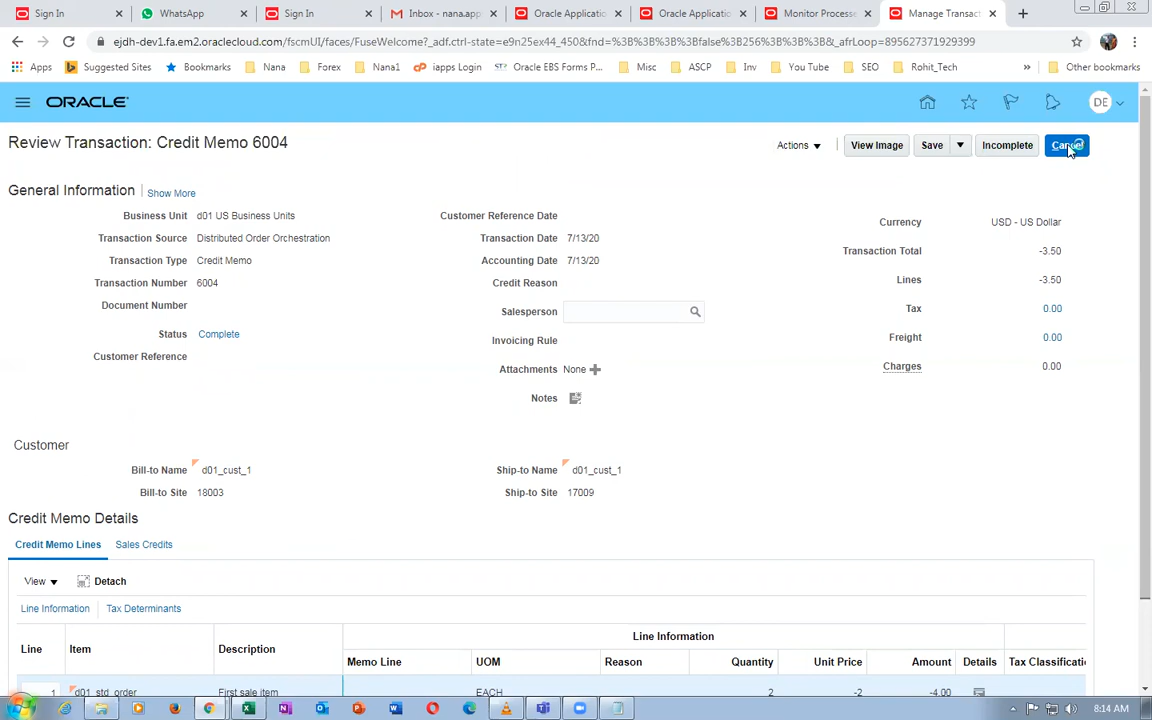 Sign In
WhatsApp
Sign In
Inbox - nana.app
Oracle Applicatio
Oracle Applicatio
Monitor Processe
Manage Transact
ejdh-dev1.fa.em2.oraclecloud.com/fscmUI/faces/FuseWelcome?_adf.ctrl-state=e9n25ex44_450&fnd=%3B%3B%3B%3Bfalse%3B256%3B%3B%3B&_afrLoop=895627371929399
Apps
Suggested Sites
Bookmarks
Nana
Forex
Nana1
iapps Login
Oracle EBS Forms P...
Misc
ASCP
Inv
You Tube
SEO
Rohit_Tech
»
Other bookmarks
ORACLE
DE
Review Transaction: Credit Memo 6004
Actions
View Image
Save
Incomplete
Cancel
General Information
Show More
Business Unit d01 US Business Units
Customer Reference Date
Currency USD - US Dollar
Transaction Source Distributed Order Orchestration
Transaction Date 7/13/20
Transaction Total -3.50
Transaction Type Credit Memo
Accounting Date 7/13/20
Lines -3.50
Transaction Number 6004
Credit Reason
Tax 0.00
Document Number
Salesperson
Freight 0.00
Status Complete
Invoicing Rule
Customer Reference
Attachments None
Charges 0.00
Notes
Customer
Bill-to Name d01_cust_1
Ship-to Name d01_cust_1
Bill-to Site 18003
Ship-to Site 17009
Credit Memo Details
Credit Memo Lines
Sales Credits
View
Detach
Line Information
Tax Determinants
Line Information
Line
Item
Description
Memo Line
UOM
Reason
Quantity
Unit Price
Amount
Details
Tax Classificati
1
d01_std_order
First sale item
EACH
2
-2
-4.00
8:14 AM